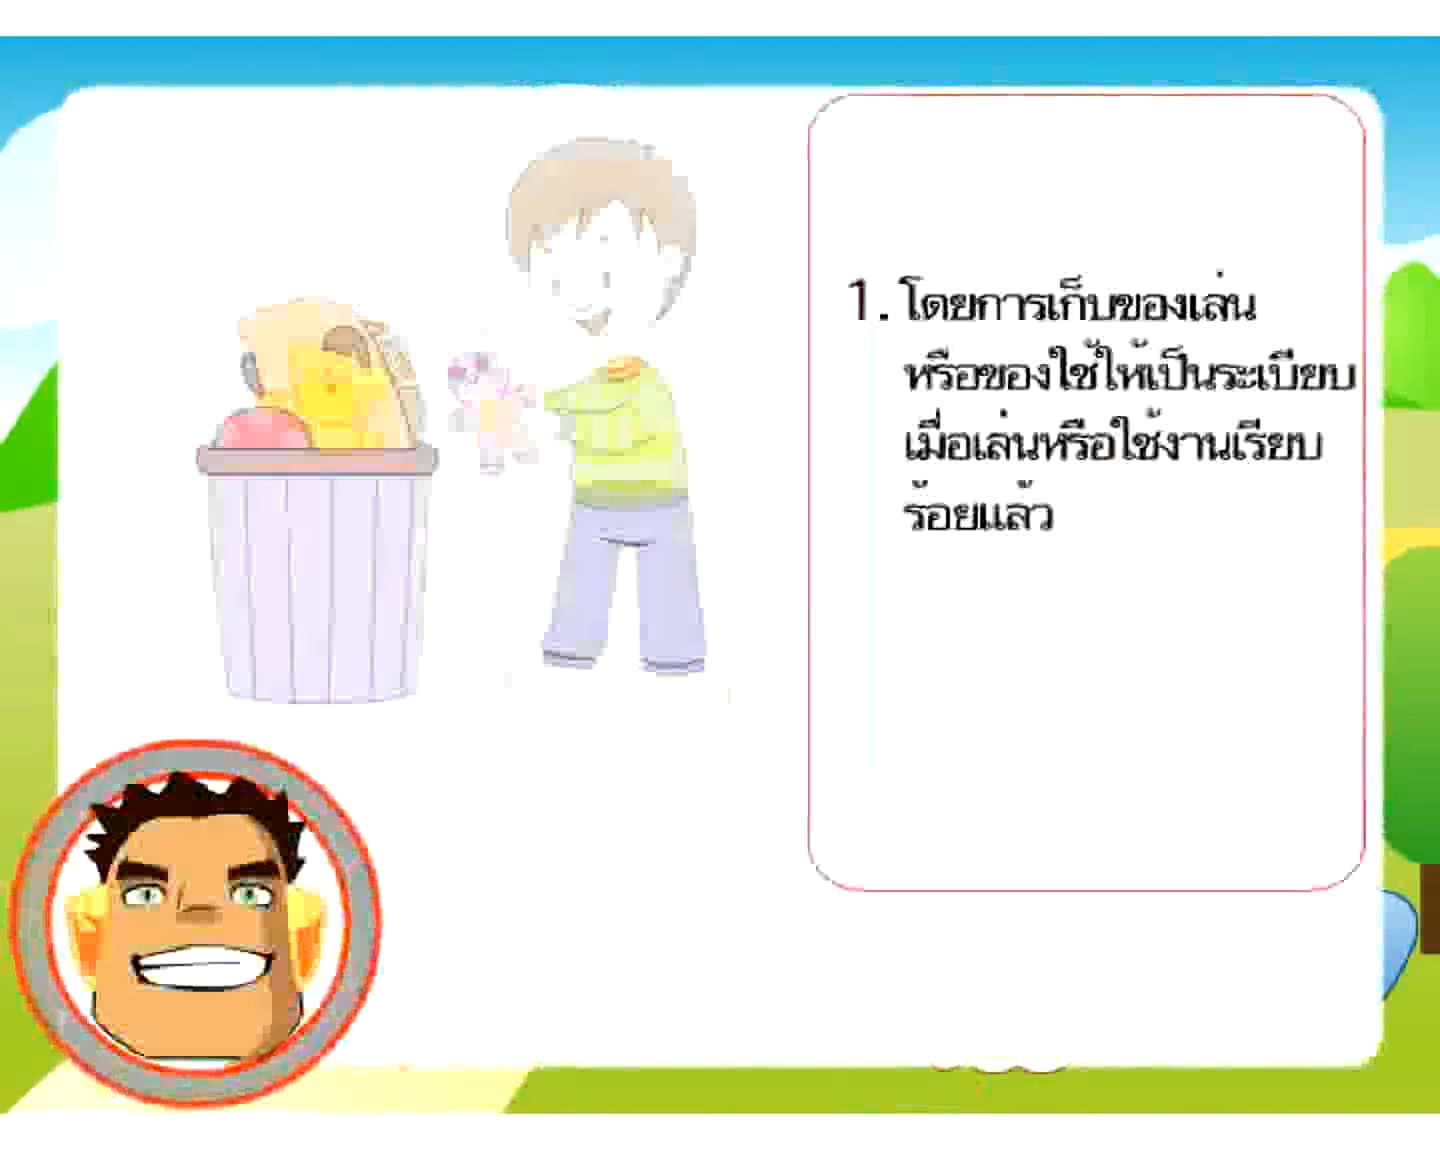 1. โดยการเก็บของเล่น
หรือของใช้ให้เป็นระเบียบ
เมื่อเล่นหรือใช้งานเรียบ
ร้อยแล้ว